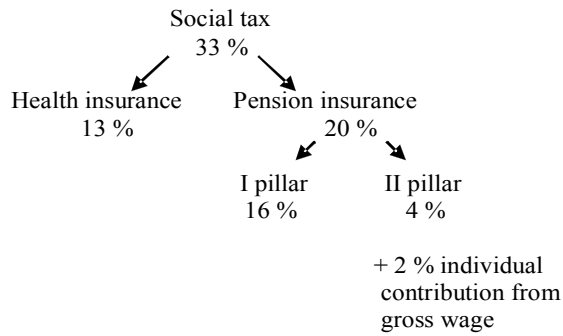 Social tax
33 %
Health insurance
13 %
Pension insurance
20 %
I pillar
16 %
II pillar
4 %
+ 2 % individual
contribution from
gross wage